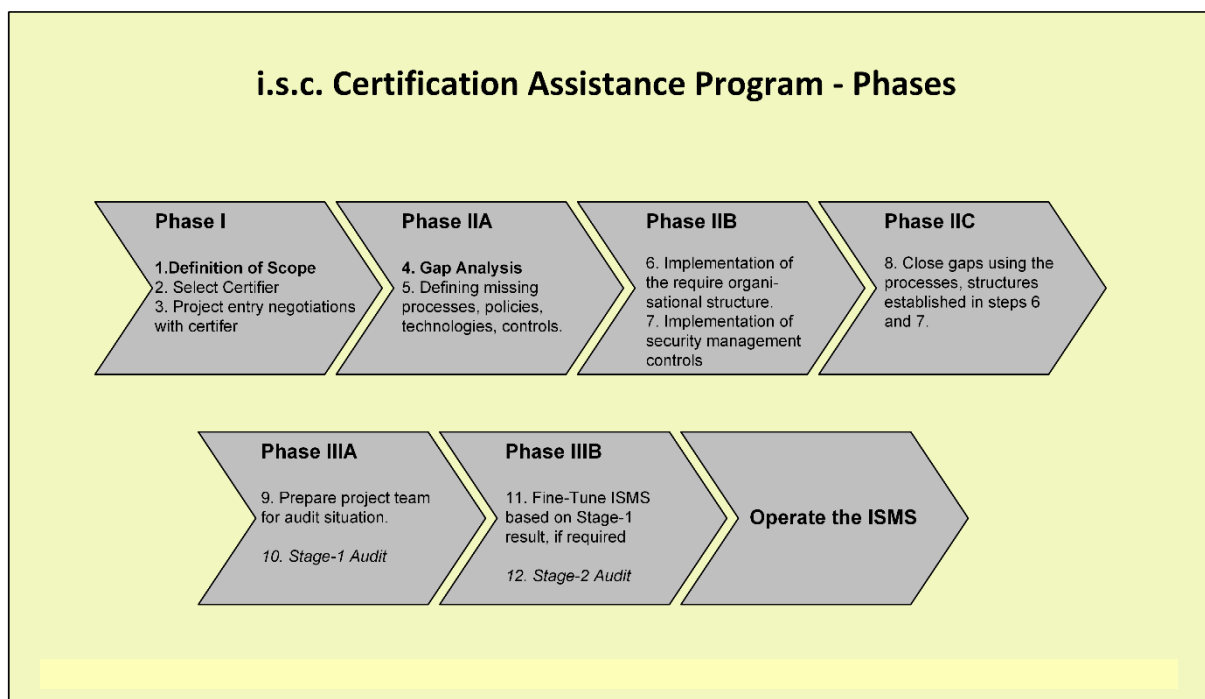 i.s.c. Certification Assistance Program - Phases
Phase I
1.Definition of Scope
2. Select Certifier
3. Project entry negotiations
with certifer
Phase IIA
4. Gap Analysis
5. Defining missing
processes, policies,
technologies, controls.
Phase IIB
6. Implementation of
the require organi-
sational structure.
7. Implementation of
security management
controls
Phase IIC
8. Close gaps using the
processes, structures
established in steps 6
and 7.
Phase IIIA
9. Prepare project team
for audit situation.
10. Stage-1 Audit
Phase IIIB
11. Fine-Tune ISMS
based on Stage-1
result, if required
12. Stage-2 Audit
Operate the ISMS